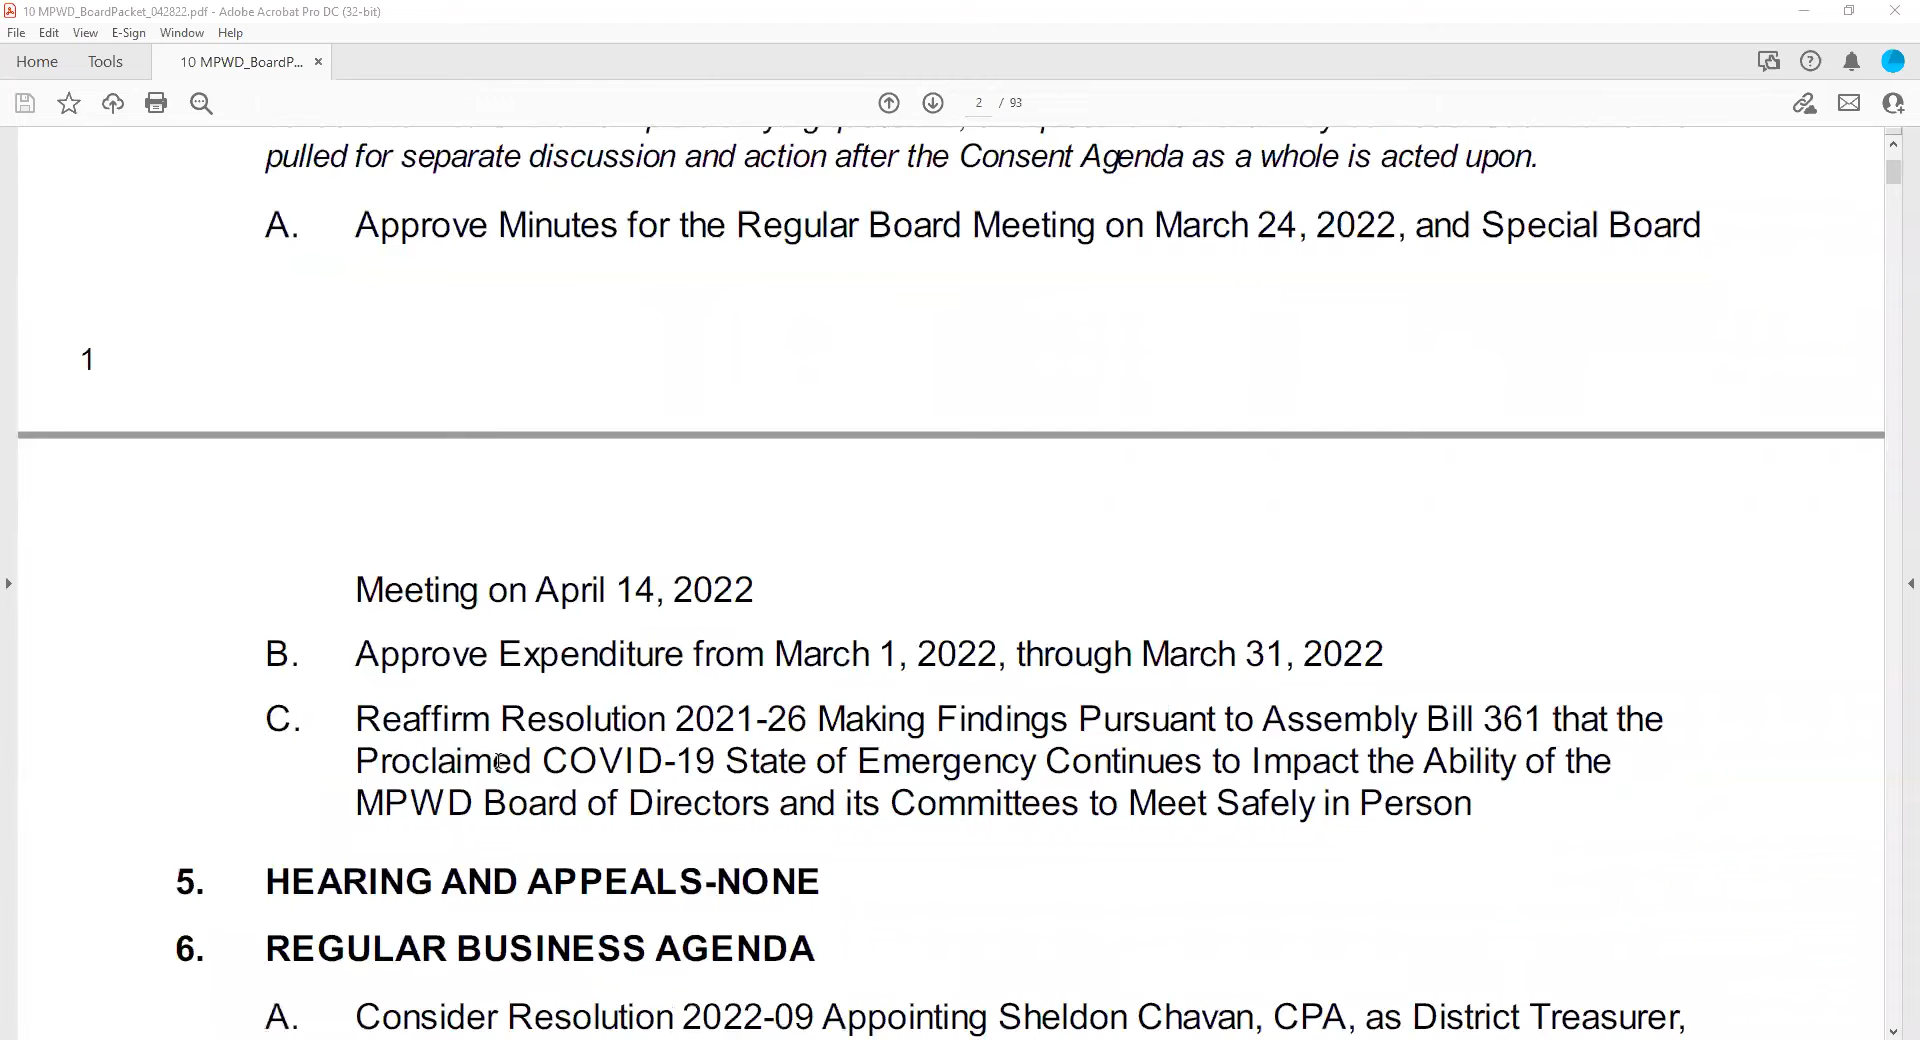 10 MPWD_BoardPacket_042822.pdf - Adobe Acrobat Pro DC (32-bit)
File Edit View E-Sign Window Help
Home Tools 10 MPWD_BoardP... ×
2 / 93
pulled for separate discussion and action after the Consent Agenda as a whole is acted upon.
A. Approve Minutes for the Regular Board Meeting on March 24, 2022, and Special Board
1
Meeting on April 14, 2022
B. Approve Expenditure from March 1, 2022, through March 31, 2022
C. Reaffirm Resolution 2021-26 Making Findings Pursuant to Assembly Bill 361 that the
Proclaimed COVID-19 State of Emergency Continues to Impact the Ability of the
MPWD Board of Directors and its Committees to Meet Safely in Person
5. HEARING AND APPEALS-NONE
6. REGULAR BUSINESS AGENDA
A. Consider Resolution 2022-09 Appointing Sheldon Chavan, CPA, as District Treasurer,